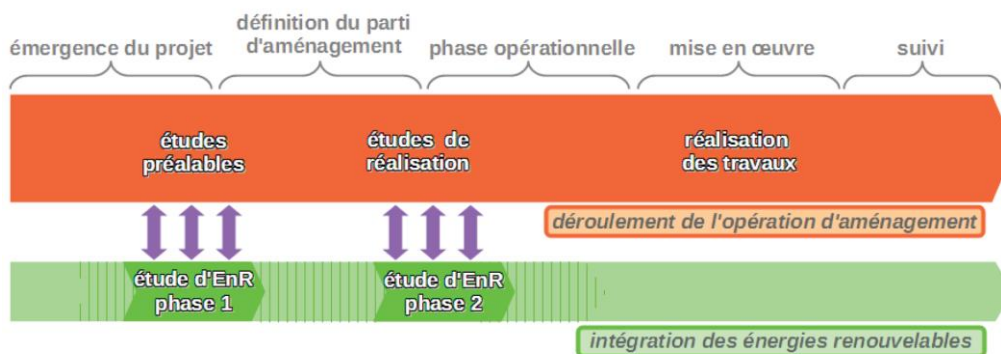 émergence du projet
définition du parti
d'aménagement
phase opérationnelle
mise en œuvre
suivi
études
préalables
études de
réalisation
réalisation
des travaux
déroulement de l'opération d'aménagement
étude d'EnR
phase 1
étude d'EnR
phase 2
intégration des énergies renouvelables